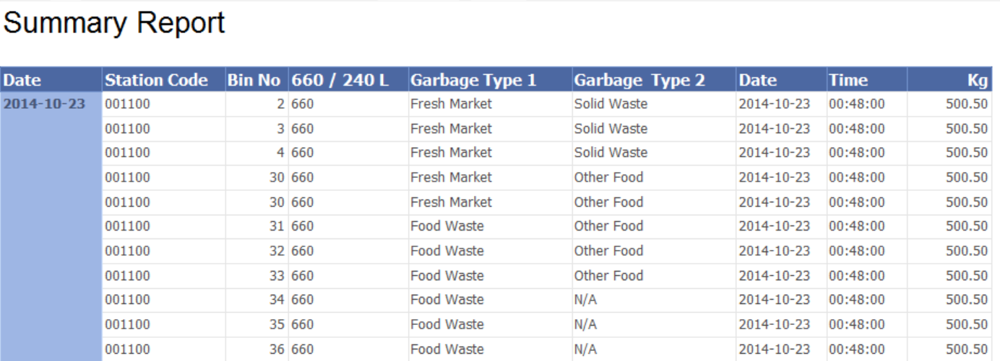 Summary Report
Date Station Code Bin No 660 / 240 L Garbage Type 1 Garbage  Type 2 Date Time Kg
2014-10-23 001100 2 660 Fresh Market Solid Waste 2014-10-23 00:48:00 500.50
001100 3 660 Fresh Market Solid Waste 2014-10-23 00:48:00 500.50
001100 4 660 Fresh Market Solid Waste 2014-10-23 00:48:00 500.50
001100 30 660 Fresh Market Other Food 2014-10-23 00:48:00 500.50
001100 30 660 Fresh Market Other Food 2014-10-23 00:48:00 500.50
001100 31 660 Food Waste Other Food 2014-10-23 00:48:00 500.50
001100 32 660 Food Waste Other Food 2014-10-23 00:48:00 500.50
001100 33 660 Food Waste Other Food 2014-10-23 00:48:00 500.50
001100 34 660 Food Waste N/A 2014-10-23 00:48:00 500.50
001100 35 660 Food Waste N/A 2014-10-23 00:48:00 500.50
001100 36 660 Food Waste N/A 2014-10-23 00:48:00 500.50